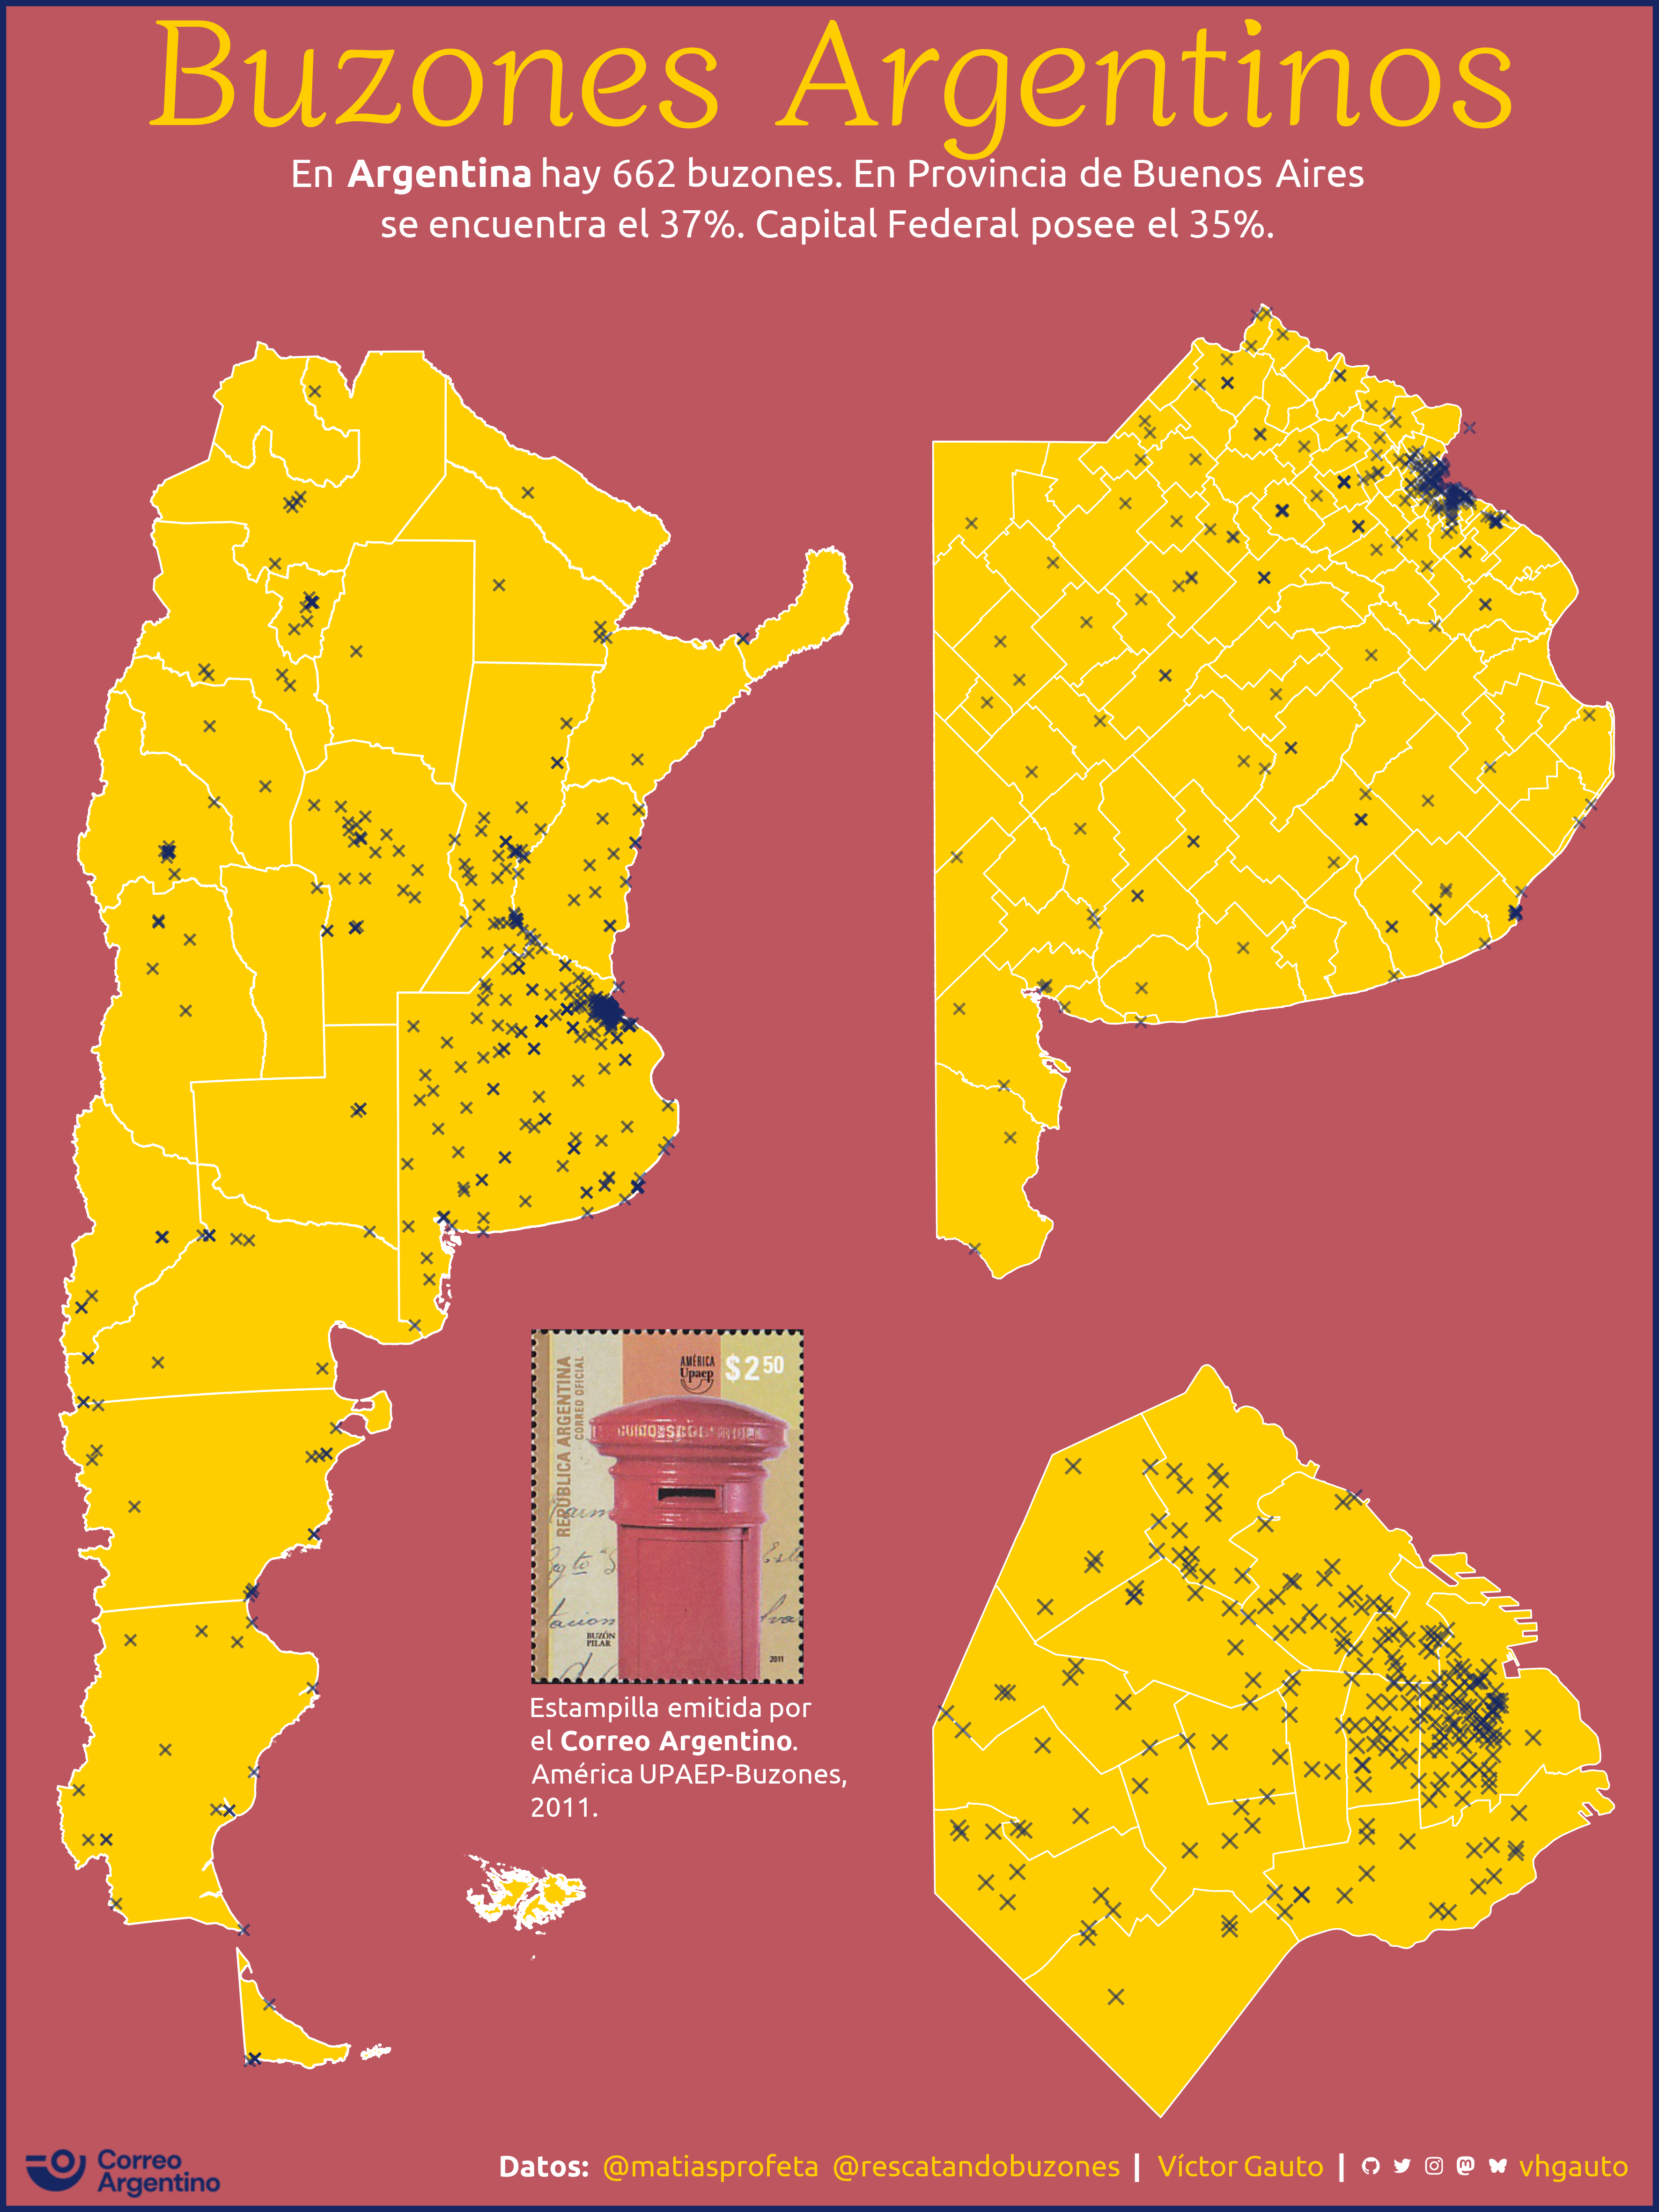 Buzones Argentinos
En Argentina hay 662 buzones. En Provincia de Buenos Aires
se encuentra el 37%. Capital Federal posee el 35%.
REPÚBLICA ARGENTINA
CORREO OFICIAL
AMÉRICA
Upaep
$2 50
BUZÓN
PILAR
2011
Estampilla emitida por
el Correo Argentino.
América UPAEP-Buzones,
2011.
Correo
Argentino
Datos: @matiasprofeta @rescatandobuzones | Víctor Gauto | vhgauto